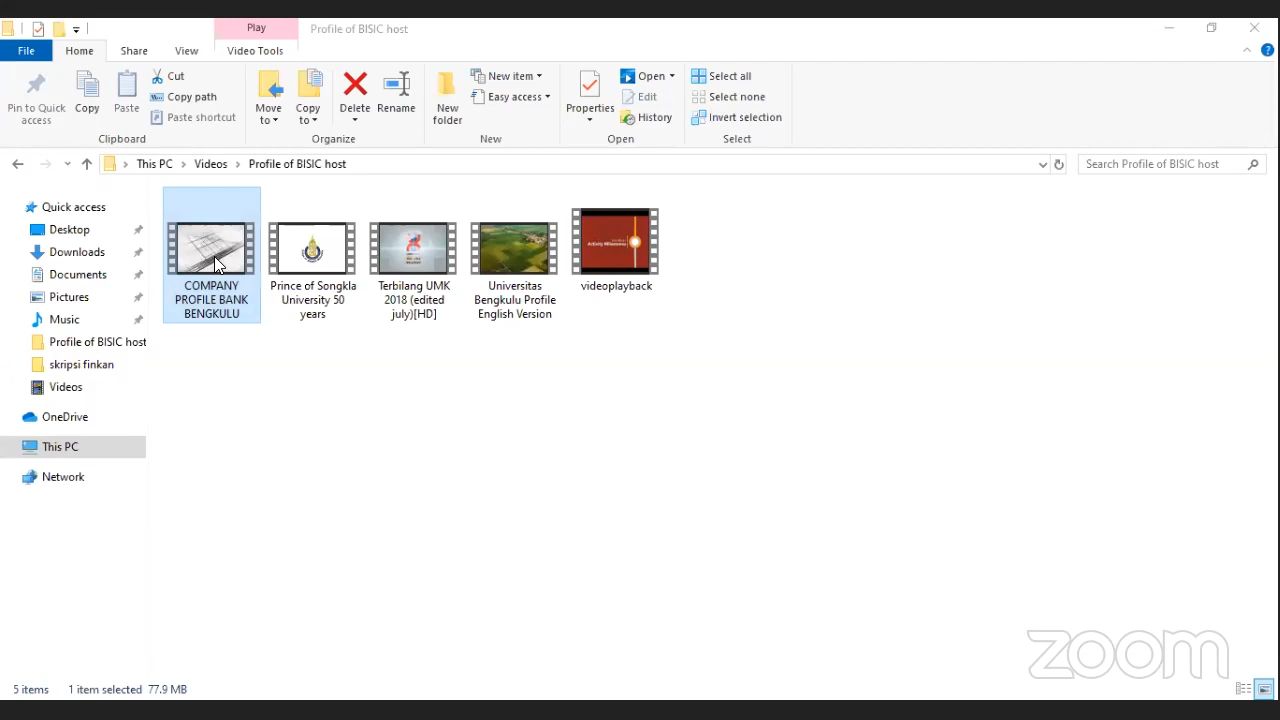 Play
Profile of BISIC host
File
Home
Share
View
Video Tools
Pin to Quick access
Copy
Paste
Cut
Copy path
Paste shortcut
Clipboard
Move to
Copy to
Delete
Rename
Organize
New folder
New item
Easy access
New
Properties
Open
Edit
History
Open
Select all
Select none
Invert selection
Select
This PC > Videos > Profile of BISIC host
Search Profile of BISIC host
Quick access
Desktop
Downloads
Documents
Pictures
Music
Profile of BISIC host
skripsi finkan
Videos
OneDrive
This PC
Network
COMPANY
PROFILE BANK
BENGKULU
Prince of Songkla
University 50
years
Terbilang UMK
2018 (edited
july)[HD]
Universitas
Bengkulu Profile
English Version
Activity Milestones
videoplayback
zoom
5 items
1 item selected 77.9 MB